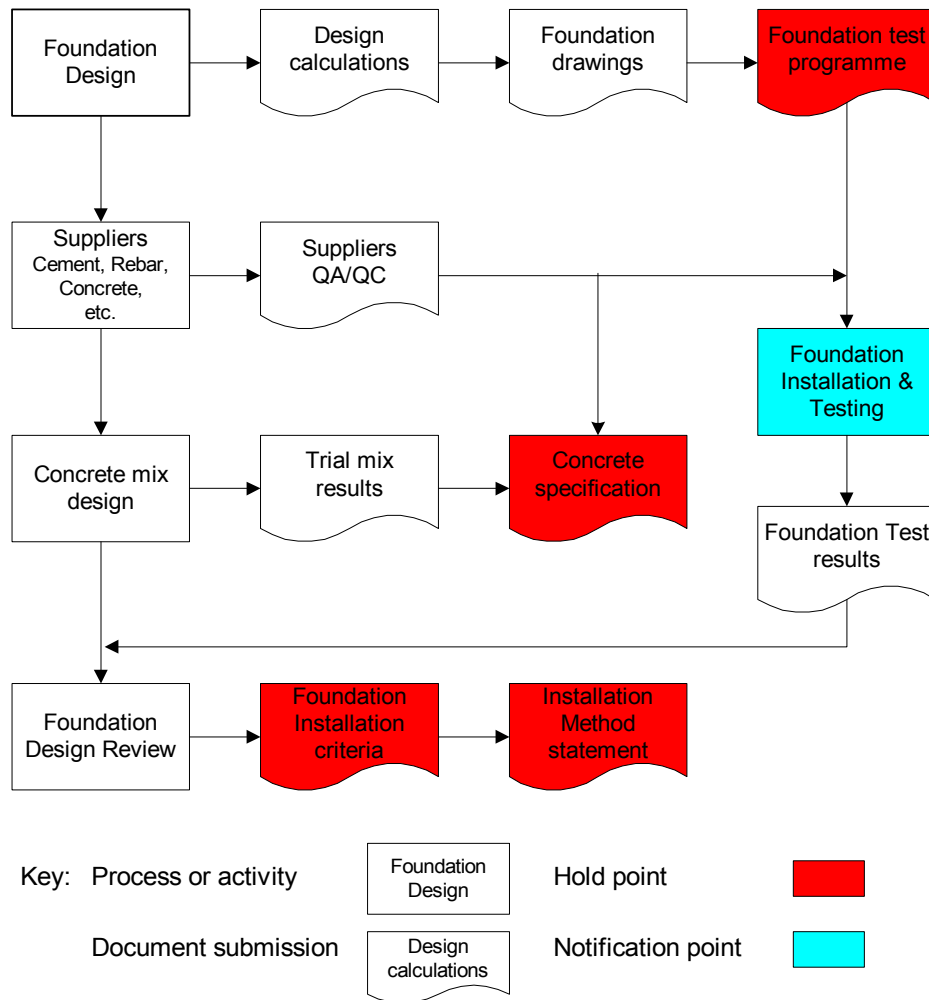 Foundation
Design
Design
calculations
Foundation
drawings
Foundation test
programme
Suppliers
Cement, Rebar,
Concrete,
etc.
Suppliers
QA/QC
Foundation
Installation &
Testing
Concrete mix
design
Trial mix
results
Concrete
specification
Foundation Test
results
Foundation
Design Review
Foundation
Installation
criteria
Installation
Method
statement
Key: Process or activity
Foundation
Design
Hold point
Document submission
Design
calculations
Notification point